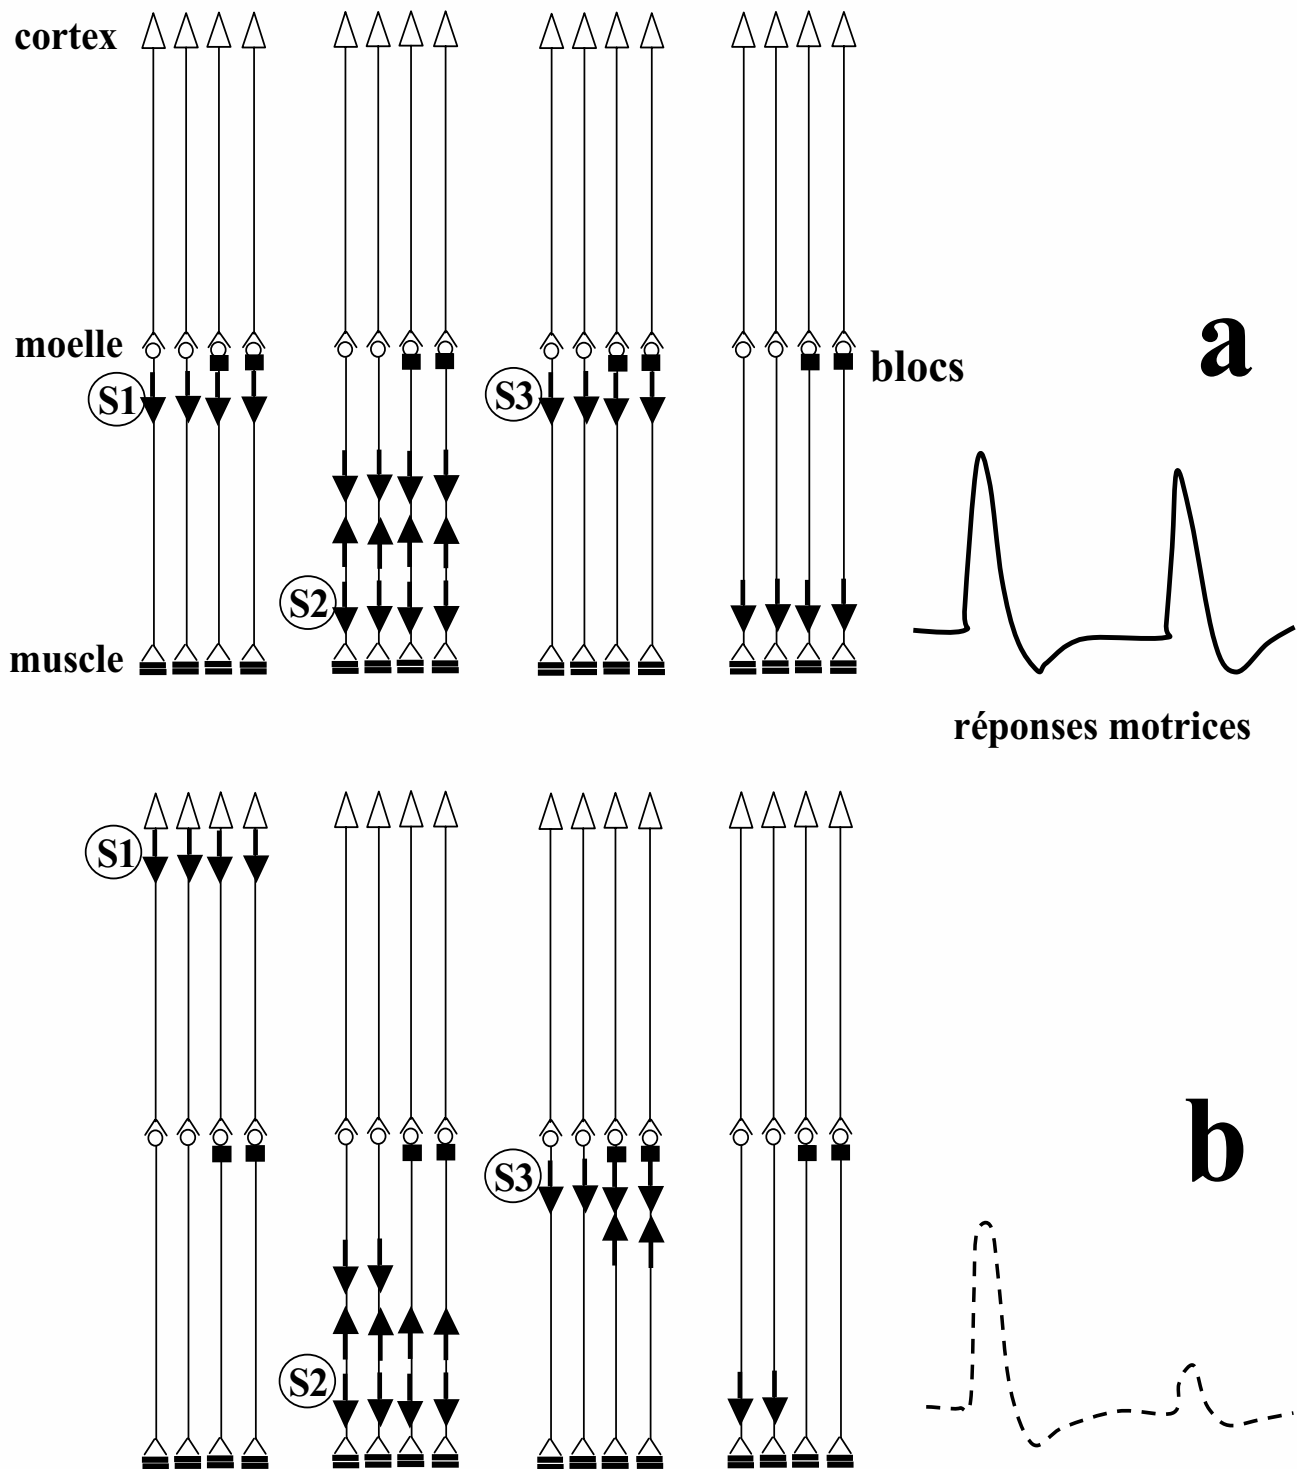 cortex
moelle
S1
S2
S3
blocs
a
muscle
réponses motrices
S1
S2
S3
b